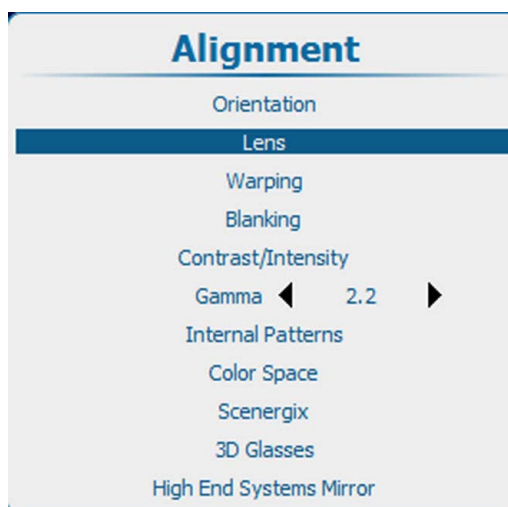 Alignment
Orientation
Lens
Warping
Blanking
Contrast/Intensity
Gamma 2.2
Internal Patterns
Color Space
Scenergix
3D Glasses
High End Systems Mirror